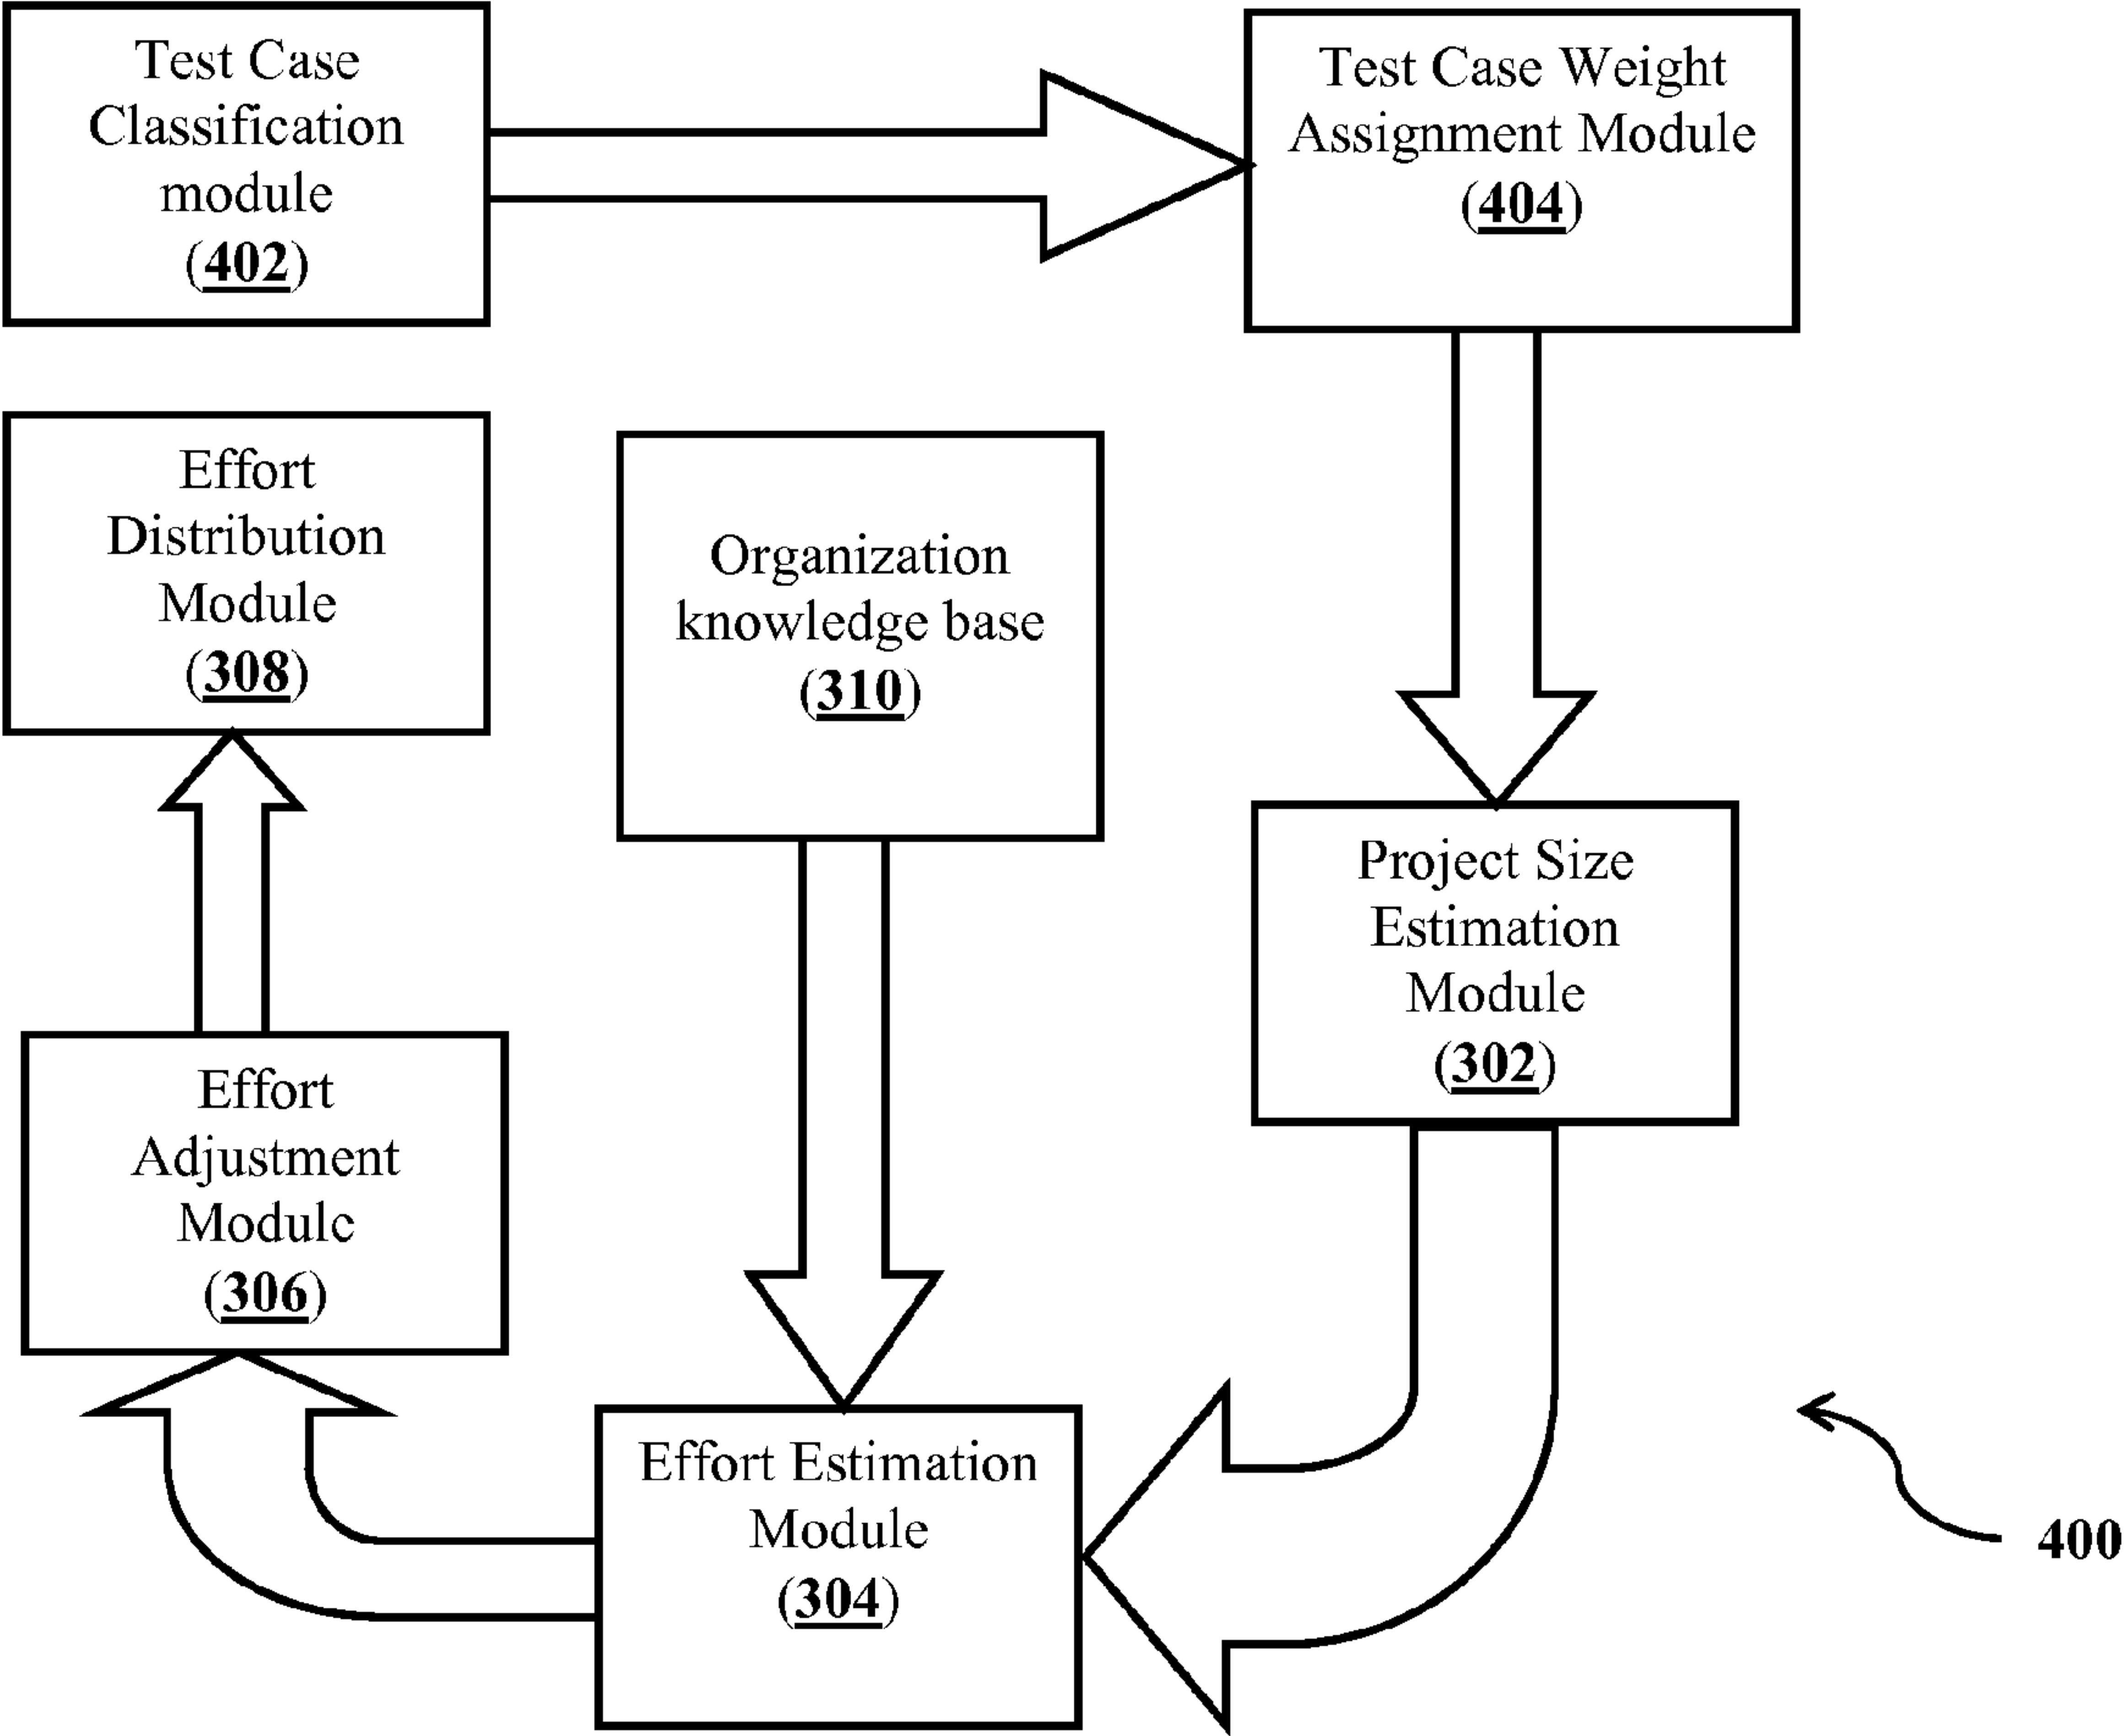 Test Case
Classification
module
(402)
Test Case Weight
Assignment Module
(404)
Effort
Distribution
Module
(308)
Organization
knowledge base
(310)
Project Size
Estimation
Module
(302)
Effort
Adjustment
Module
(306)
Effort Estimation
Module
(304)
400